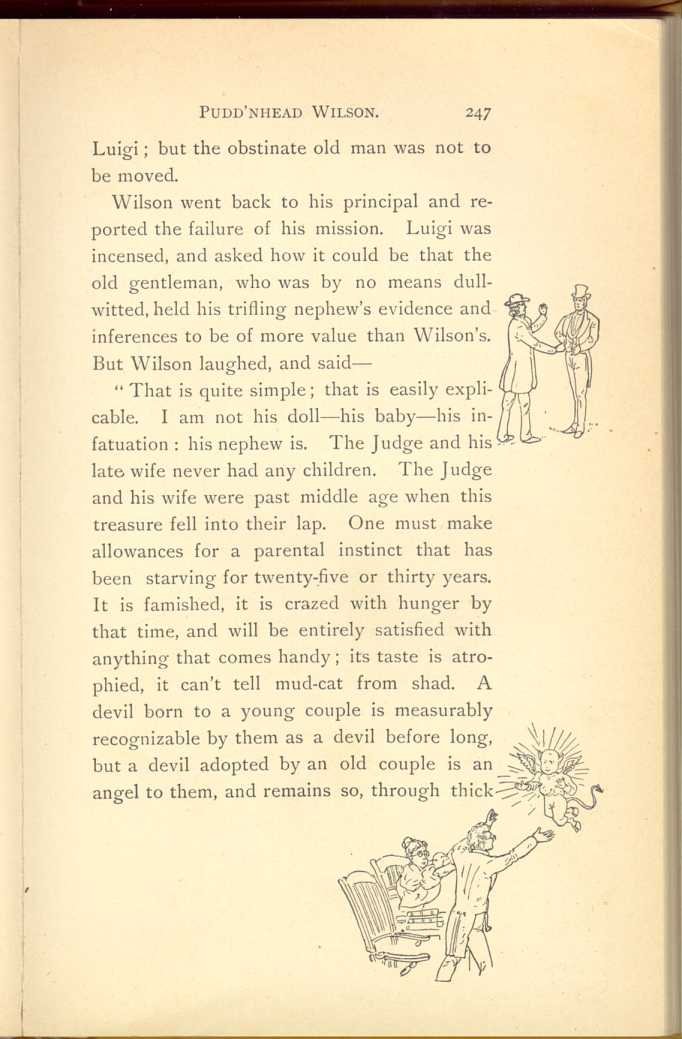 PUDD'NHEAD WILSON. 247
Luigi; but the obstinate old man was not to
be moved.
Wilson went back to his principal and re-
ported the failure of his mission. Luigi was
incensed, and asked how it could be that the
old gentleman, who was by no means dull-
witted, held his trifling nephew's evidence and
inferences to be of more value than Wilson's.
But Wilson laughed, and said—
"That is quite simple; that is easily expli-
cable. I am not his doll—his baby—his in-
fatuation: his nephew is. The Judge and his
late wife never had any children. The Judge
and his wife were past middle age when this
treasure fell into their lap. One must make
allowances for a parental instinct that has
been starving for twenty-five or thirty years.
It is famished, it is crazed with hunger by
that time, and will be entirely satisfied with
anything that comes handy; its taste is atro-
phied, it can't tell mud-cat from shad. A
devil born to a young couple is measurably
recognizable by them as a devil before long,
but a devil adopted by an old couple is an
angel to them, and remains so, through thick